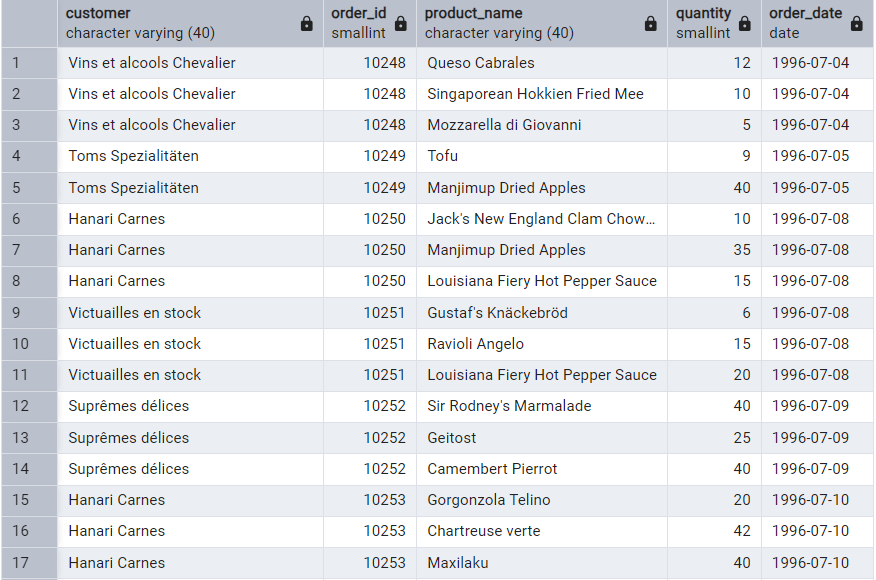 customer order_id product_name quantity order_date
character varying (40) smallint character varying (40) smallint date
1 Vins et alcools Chevalier 10248 Queso Cabrales 12 1996-07-04
2 Vins et alcools Chevalier 10248 Singaporean Hokkien Fried Mee 10 1996-07-04
3 Vins et alcools Chevalier 10248 Mozzarella di Giovanni 5 1996-07-04
4 Toms Spezialitäten 10249 Tofu 9 1996-07-05
5 Toms Spezialitäten 10249 Manjimup Dried Apples 40 1996-07-05
6 Hanari Carnes 10250 Jack's New England Clam Chow... 10 1996-07-08
7 Hanari Carnes 10250 Manjimup Dried Apples 35 1996-07-08
8 Hanari Carnes 10250 Louisiana Fiery Hot Pepper Sauce 15 1996-07-08
9 Victuailles en stock 10251 Gustaf's Knäckebröd 6 1996-07-08
10 Victuailles en stock 10251 Ravioli Angelo 15 1996-07-08
11 Victuailles en stock 10251 Louisiana Fiery Hot Pepper Sauce 20 1996-07-08
12 Suprêmes délices 10252 Sir Rodney's Marmalade 40 1996-07-09
13 Suprêmes délices 10252 Geitost 25 1996-07-09
14 Suprêmes délices 10252 Camembert Pierrot 40 1996-07-09
15 Hanari Carnes 10253 Gorgonzola Telino 20 1996-07-10
16 Hanari Carnes 10253 Chartreuse verte 42 1996-07-10
17 Hanari Carnes 10253 Maxilaku 40 1996-07-10